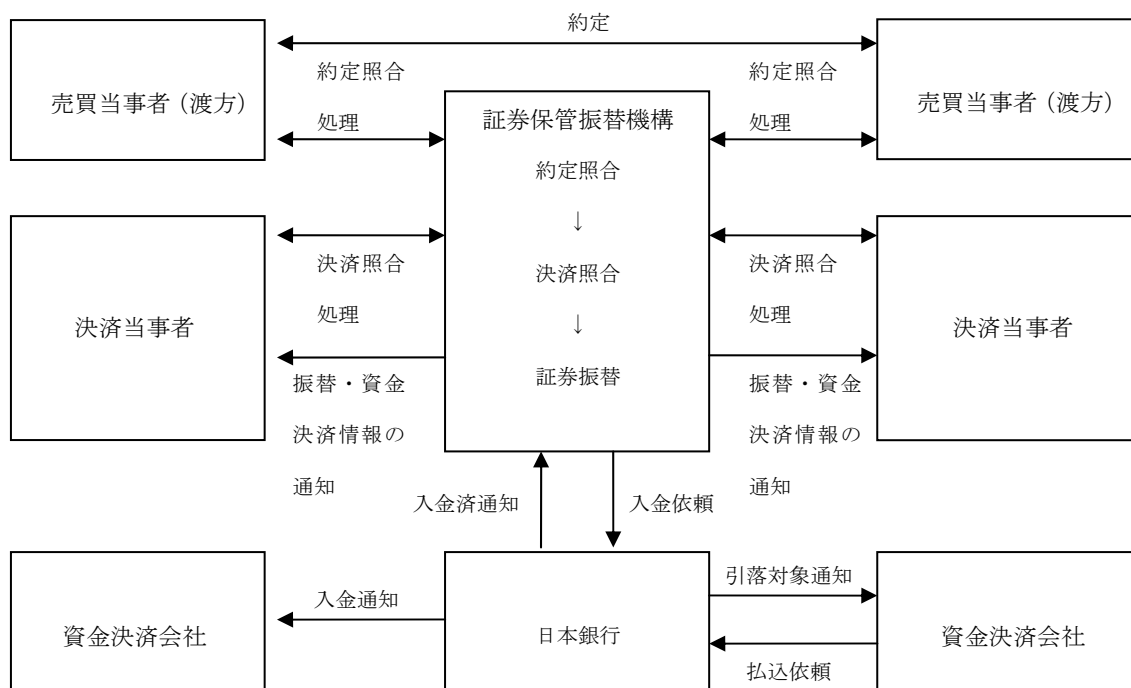 約定
売買当事者（渡方）
約定照合
処理
証券保管振替機構
約定照合
↓
決済照合
↓
証券振替
約定照合
処理
売買当事者（渡方）
決済当事者
決済照合
処理
振替・資金
決済情報の
通知
決済照合
処理
振替・資金
決済情報の
通知
決済当事者
入金済通知
入金依頼
資金決済会社
入金通知
日本銀行
引落対象通知
払込依頼
資金決済会社